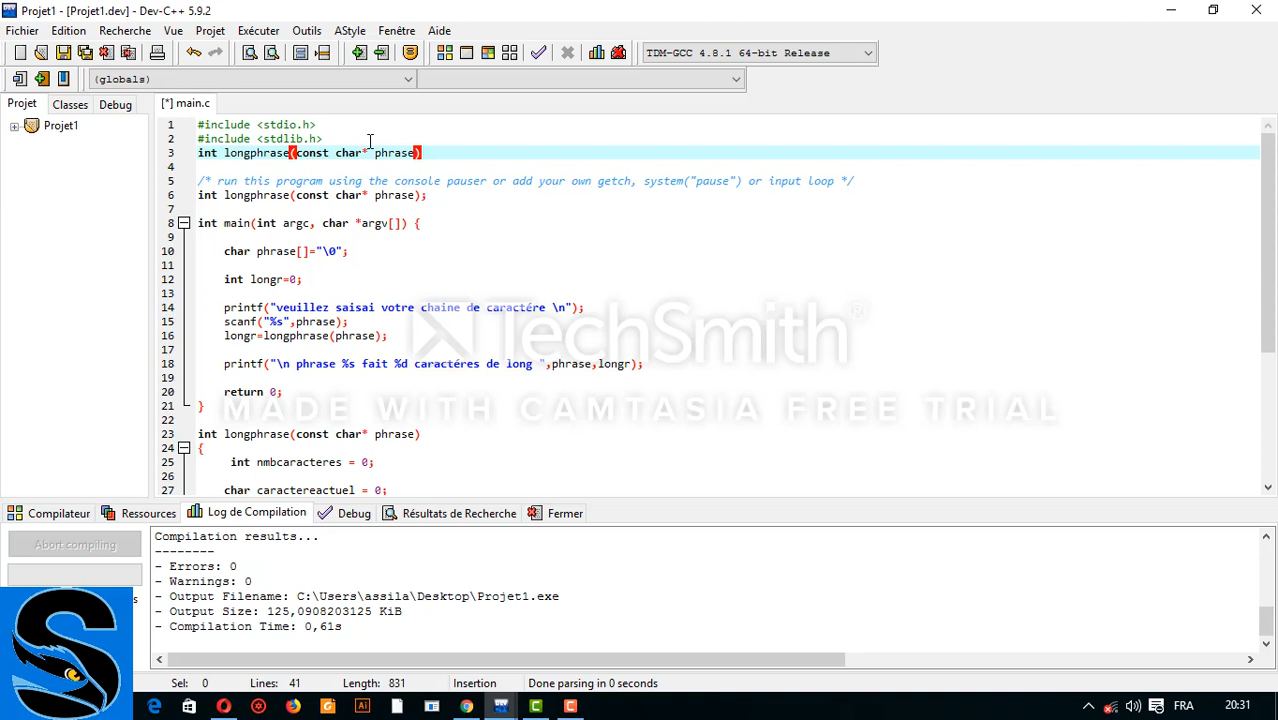 Projet1 - [Projet1.dev] - Dev-C++ 5.9.2
Fichier Edition Recherche Vue Projet Exécuter Outils AStyle Fenêtre Aide
TDM-GCC 4.8.1 64-bit Release
(globals)
Projet Classes Debug [*] main.c
Projet1
1 #include <stdio.h>
2 #include <stdlib.h>
3 int longphrase(const char* phrase)
4
5 /* run this program using the console pauser or add your own getch, system("pause") or input loop */
6 int longphrase(const char* phrase);
7
8 int main(int argc, char *argv[]) {
9
10 char phrase[]="\0";
11
12 int longr=0;
13
14 printf("veuillez saisai votre chaine de caractére \n");
15 scanf("%s",phrase);
16 longr=longphrase(phrase);
17
18 printf("\n phrase %s fait %d caractéres de long ",phrase,longr);
19
20 return 0;
21 }
22
23 int longphrase(const char* phrase)
24 {
25 int nmbcaracteres = 0;
26
27 char caractereactuel = 0;
TechSmith®
MADE WITH CAMTASIA FREE TRIAL
Compilateur Ressources Log de Compilation Debug Résultats de Recherche Fermer
Abort compiling
Compilation results...
--------
- Errors: 0
- Warnings: 0
- Output Filename: C:\Users\assila\Desktop\Projet1.exe
- Output Size: 125,0908203125 KiB
- Compilation Time: 0,61s
Sel: 0 Lines: 41 Length: 831 Insertion Done parsing in 0 secondes
FRA 20:31